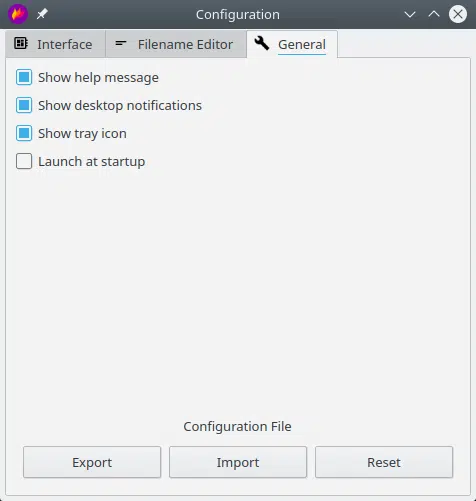 Configuration
Interface
Filename Editor
General
Show help message
Show desktop notifications
Show tray icon
Launch at startup
Configuration File
Export
Import
Reset